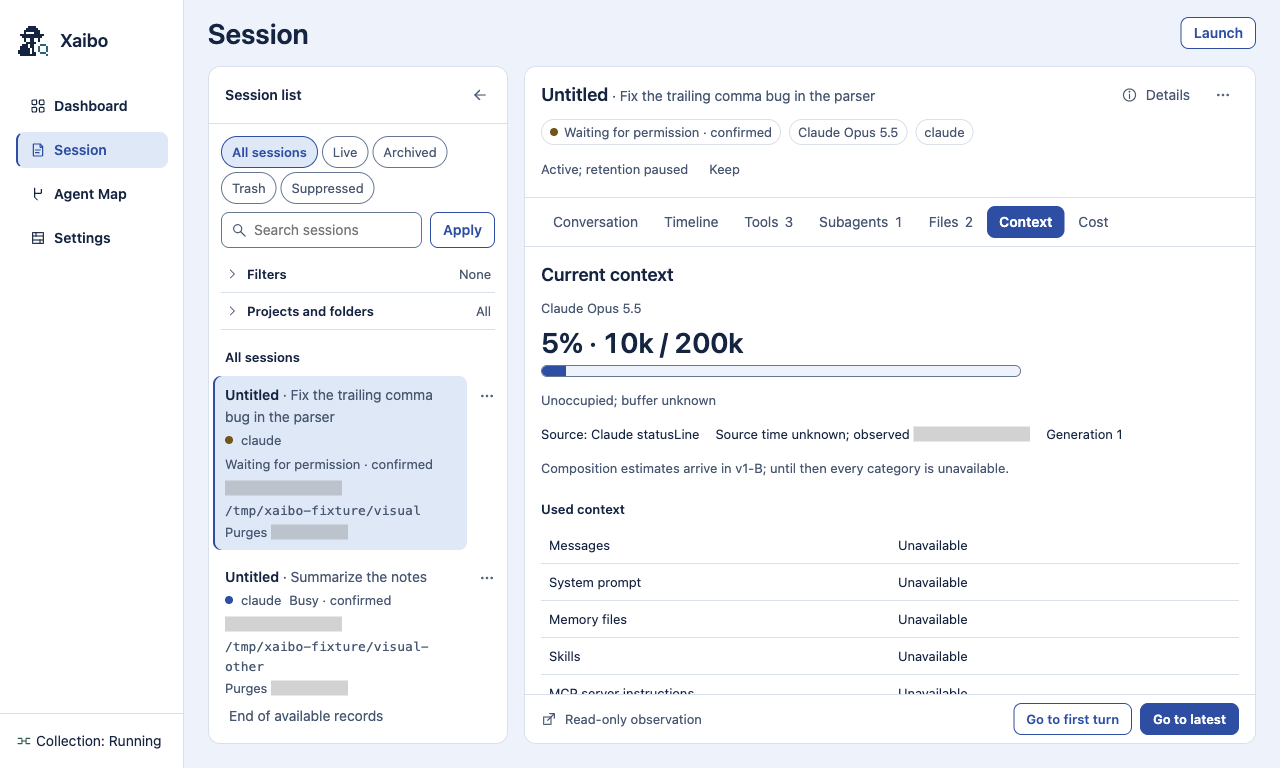 Xaibo
Dashboard
Session
Agent Map
Settings
Collection: Running
Session
Launch
Session list
All sessions
Live
Archived
Trash
Suppressed
Search sessions
Apply
Filters
None
Projects and folders
All
All sessions
Untitled · Fix the trailing comma
bug in the parser
claude
Waiting for permission · confirmed
/tmp/xaibo-fixture/visual
Purges
Untitled · Summarize the notes
claude Busy · confirmed
/tmp/xaibo-fixture/visual-
other
Purges
End of available records
Untitled · Fix the trailing comma bug in the parser
Details
Waiting for permission · confirmed
Claude Opus 5.5
claude
Active; retention paused
Keep
Conversation
Timeline
Tools 3
Subagents 1
Files 2
Context
Cost
Current context
Claude Opus 5.5
5% · 10k / 200k
Unoccupied; buffer unknown
Source: Claude statusLine
Source time unknown; observed
Generation 1
Composition estimates arrive in v1-B; until then every category is unavailable.
Used context
Messages Unavailable
System prompt Unavailable
Memory files Unavailable
Skills Unavailable
MCP server instructions Unavailable
Read-only observation
Go to first turn
Go to latest